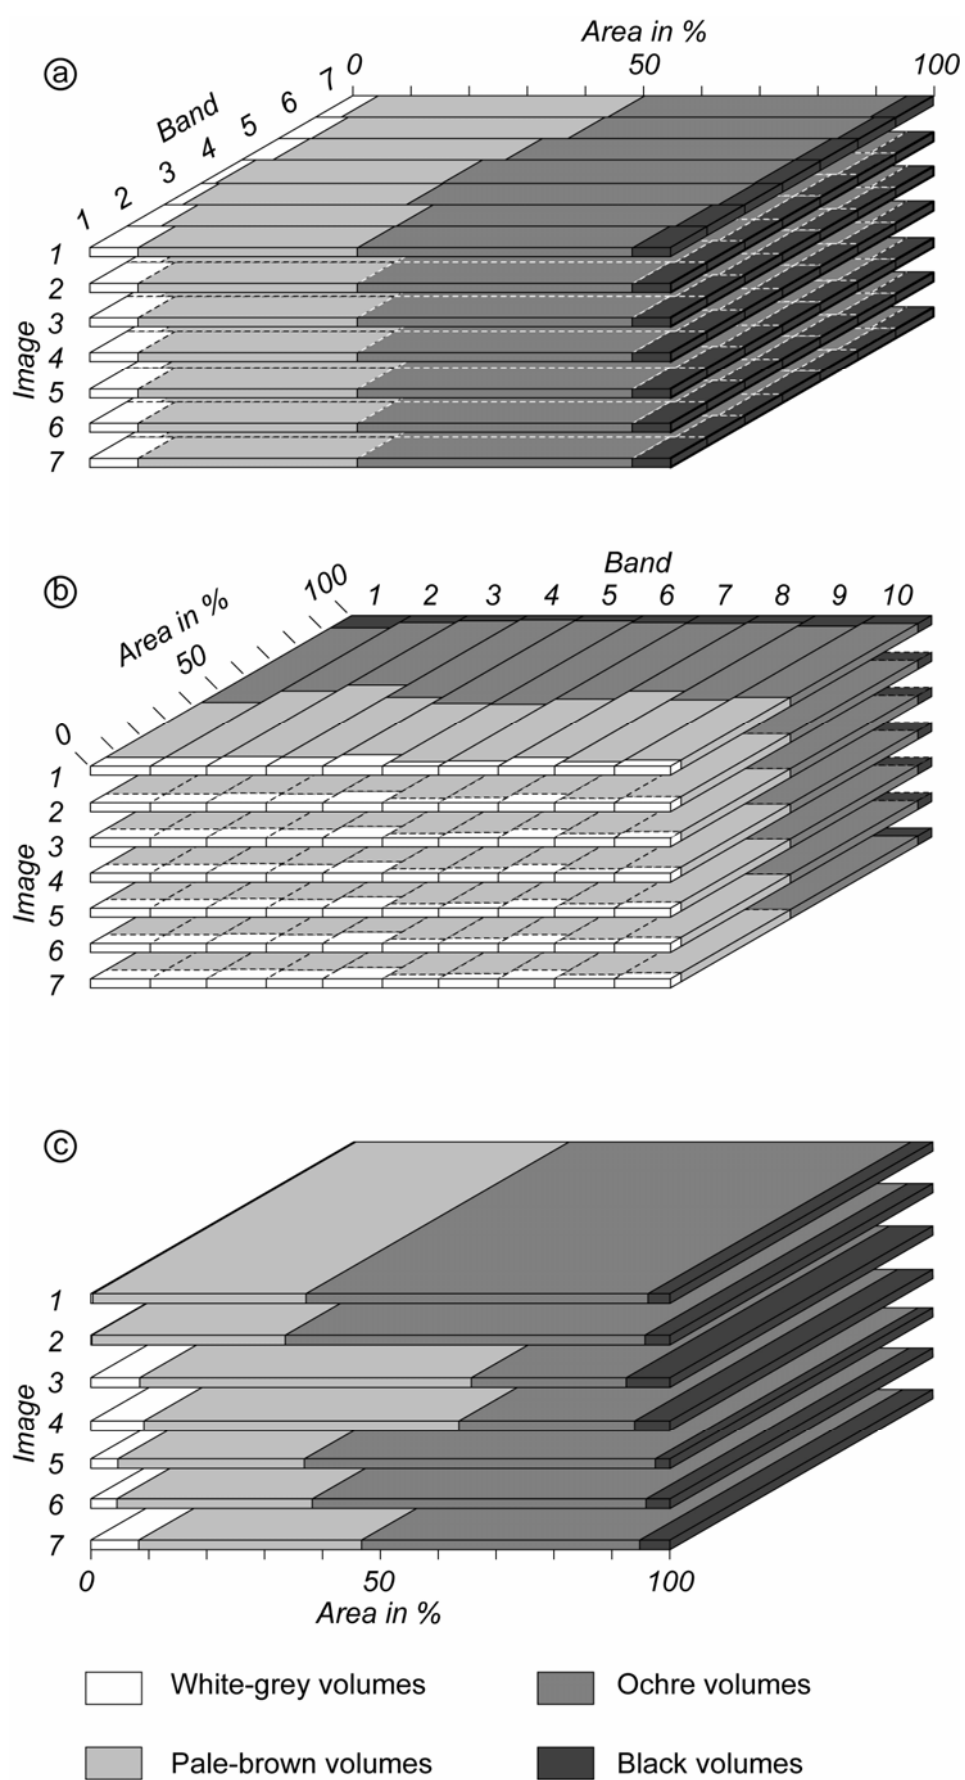 a
Area in %
0 50 100
Band
1 2 3 4 5 6 7
Image
1
2
3
4
5
6
7
b
Band
1 2 3 4 5 6 7 8 9 10
Area in %
0 50 100
Image
1
2
3
4
5
6
7
c
Image
1
2
3
4
5
6
7
0 50 100
Area in %
White-grey volumes
Ochre volumes
Pale-brown volumes
Black volumes